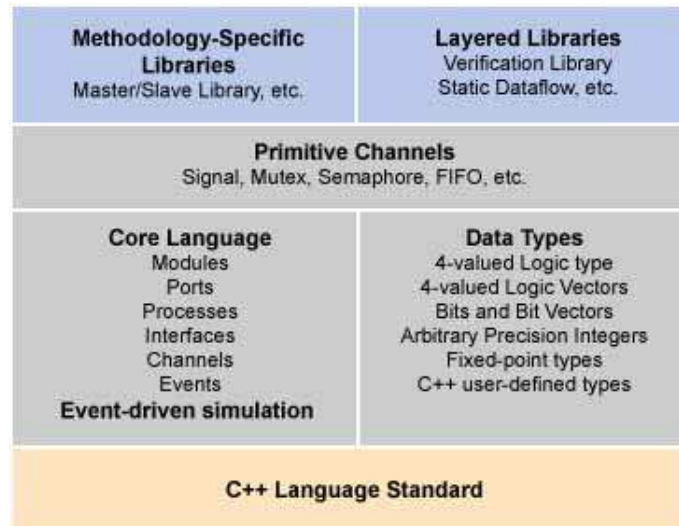 Methodology-Specific
Libraries
Master/Slave Library, etc.
Layered Libraries
Verification Library
Static Dataflow, etc.
Primitive Channels
Signal, Mutex, Semaphore, FIFO, etc.
Core Language
Modules
Ports
Processes
Interfaces
Channels
Events
Event-driven simulation
Data Types
4-valued Logic type
4-valued Logic Vectors
Bits and Bit Vectors
Arbitrary Precision Integers
Fixed-point types
C++ user-defined types
C++ Language Standard